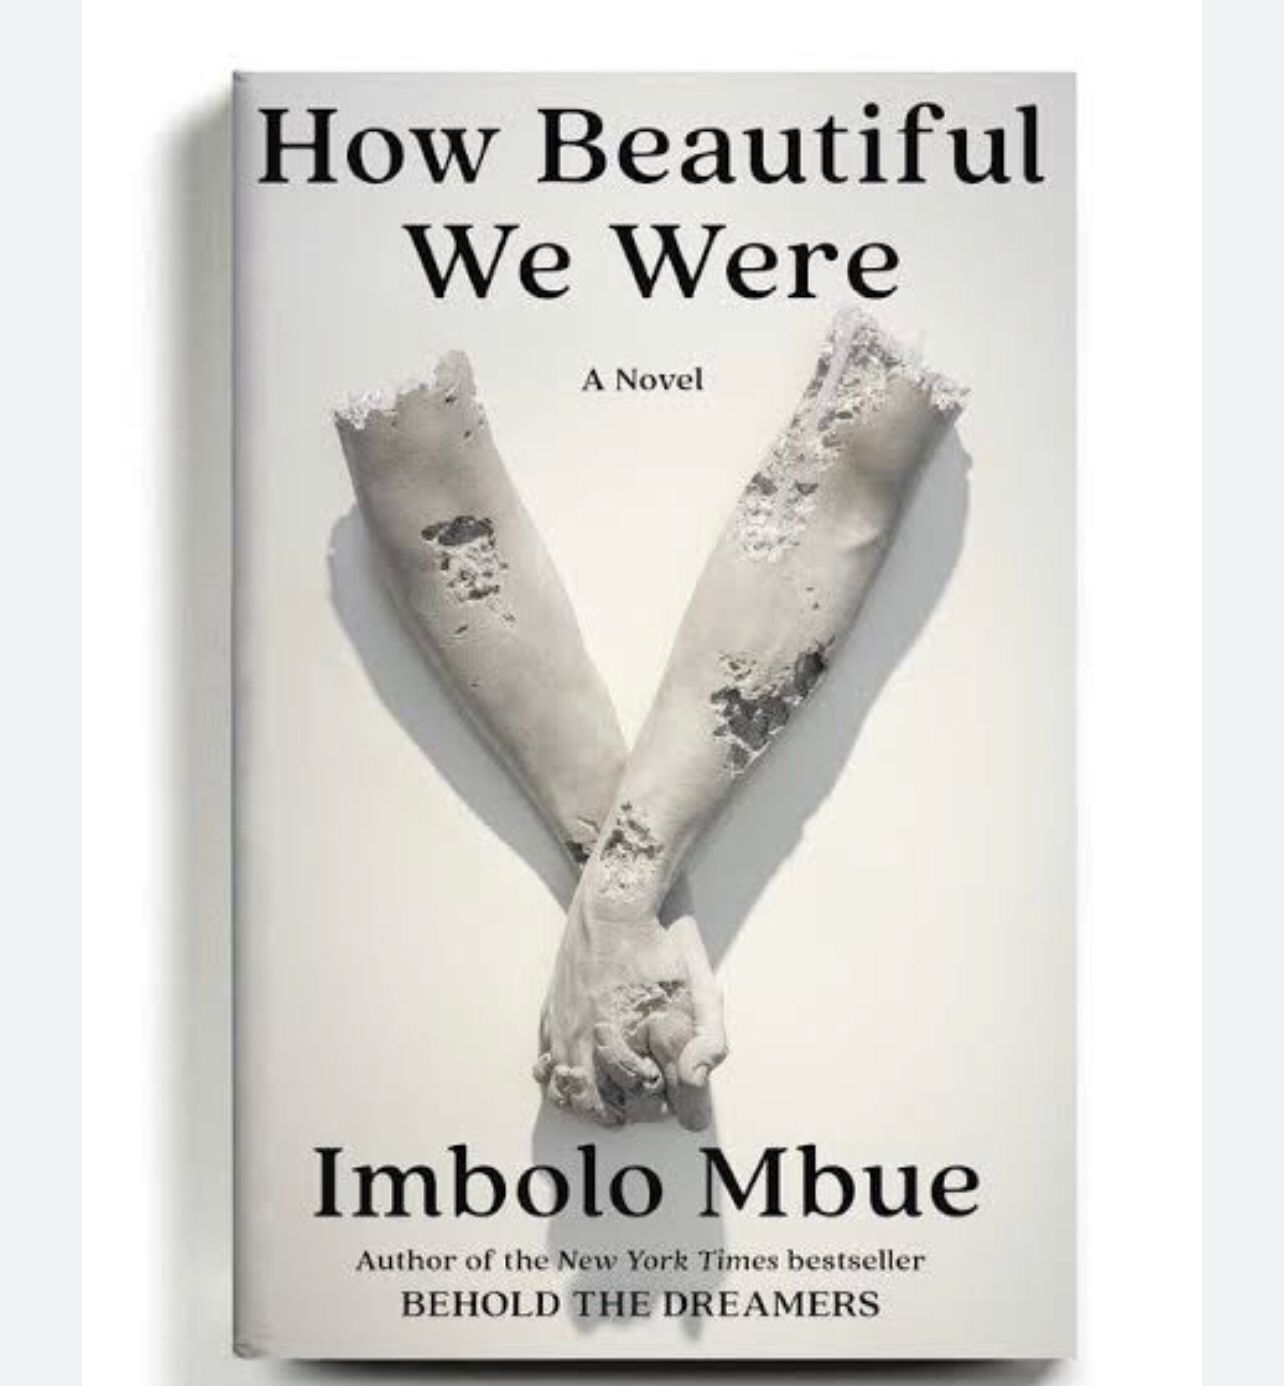 How Beautiful
We Were
A Novel
Imbolo Mbue
Author of the New York Times bestseller
BEHOLD THE DREAMERS